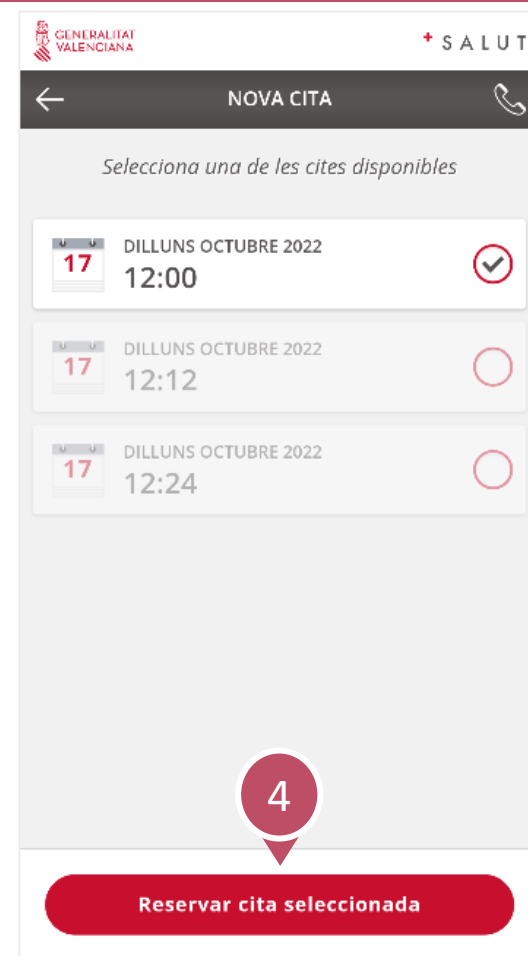 GENERALITAT
VALENCIANA
+SALUT
NOVA CITA
Selecciona una de les cites disponibles
17
DILLUNS OCTUBRE 2022
12:00
17
DILLUNS OCTUBRE 2022
12:12
17
DILLUNS OCTUBRE 2022
12:24
4
Reservar cita seleccionada